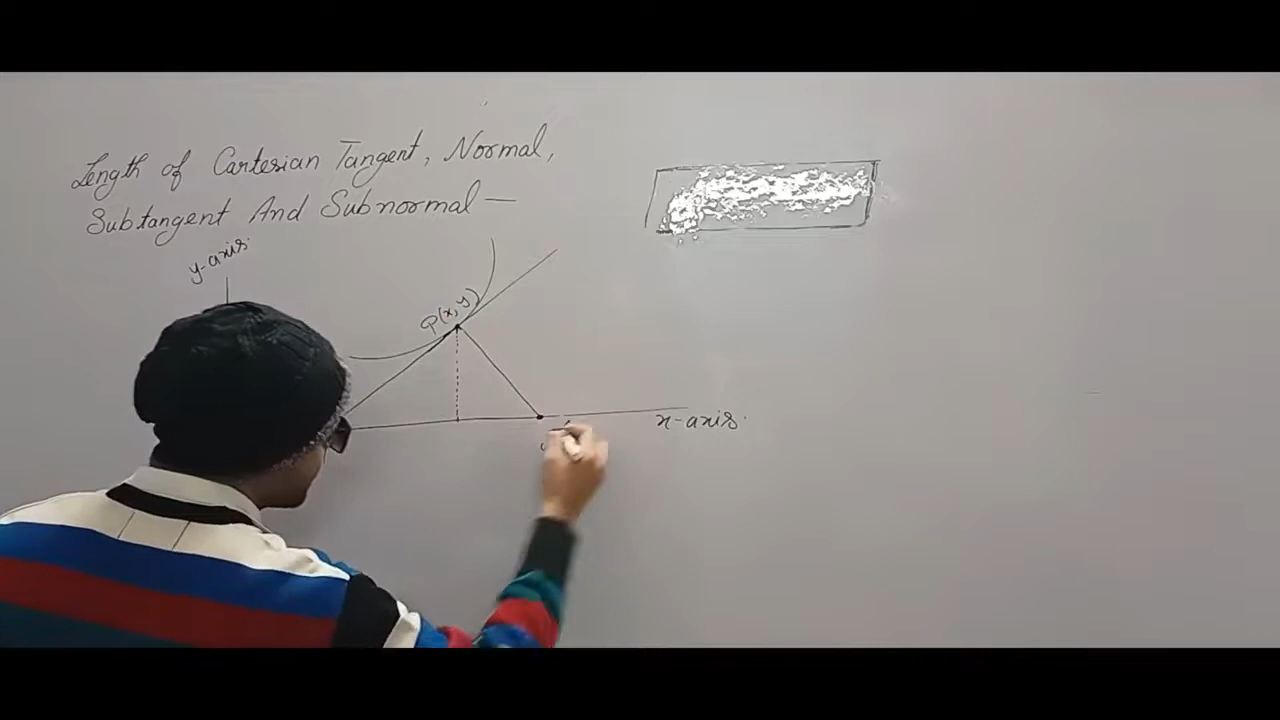 Length of Cartesian Tangent, Normal,
Subtangent And Subnormal —
y-axis.
P(x, y)
x-axis.